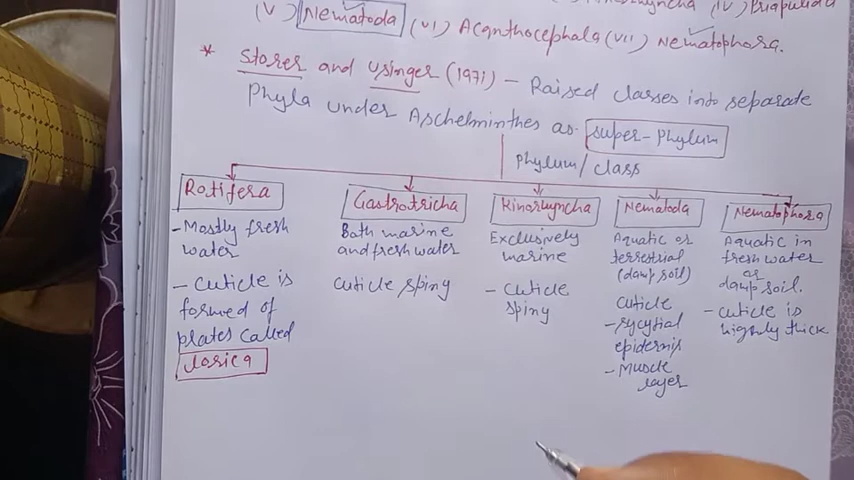 (IV) Priapulida
(V) Nematoda (VI) Acanthocephala (VII) Nematophora.
* Storer and Usinger (1971) – Raised classes into separate
Phyla under Aschelminthes as super-Phylum
Phylum/class
Rotifera
- Mostly fresh
water
- Cuticle is
formed of
plates called
lorica
Gastrotricha
Both marine
and fresh water
Cuticle spiny
Kinorhyncha
Exclusively
marine
- Cuticle
spiny
Nematoda
Aquatic or
terrestrial
(damp soil)
Cuticle
- sycytial
epidermis
- Muscle
layer
Nematophora
Aquatic in
fresh water
or
damp soil.
- cuticle is
highly thick